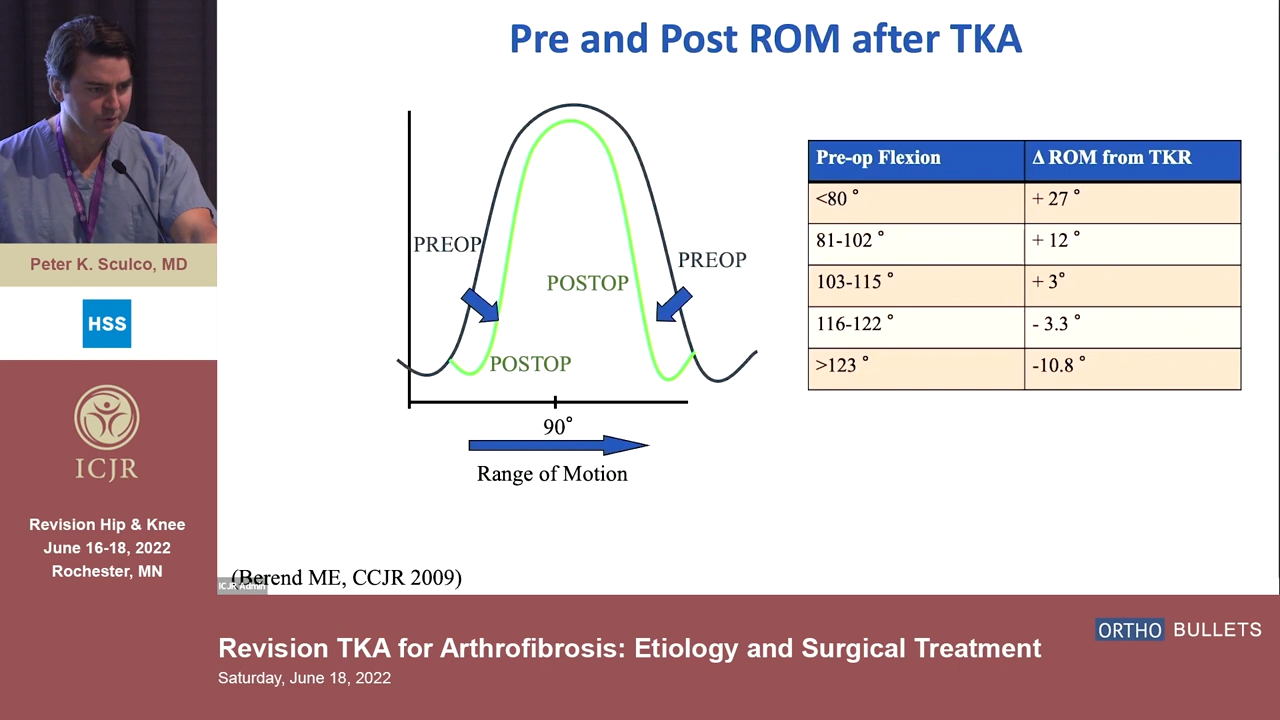 Pre and Post ROM after TKA
PREOP
PREOP
POSTOP
POSTOP
90°
Range of Motion
Pre-op Flexion Δ ROM from TKR
<80 ° + 27 °
81-102 ° + 12 °
103-115 ° + 3°
116-122 ° - 3.3 °
>123 ° -10.8 °
(Berend ME, CCJR 2009)
ICJR Admin
Peter K. Sculco, MD
HSS
ICJR
Revision Hip & Knee
June 16-18, 2022
Rochester, MN
Revision TKA for Arthrofibrosis: Etiology and Surgical Treatment
Saturday, June 18, 2022
ORTHO BULLETS